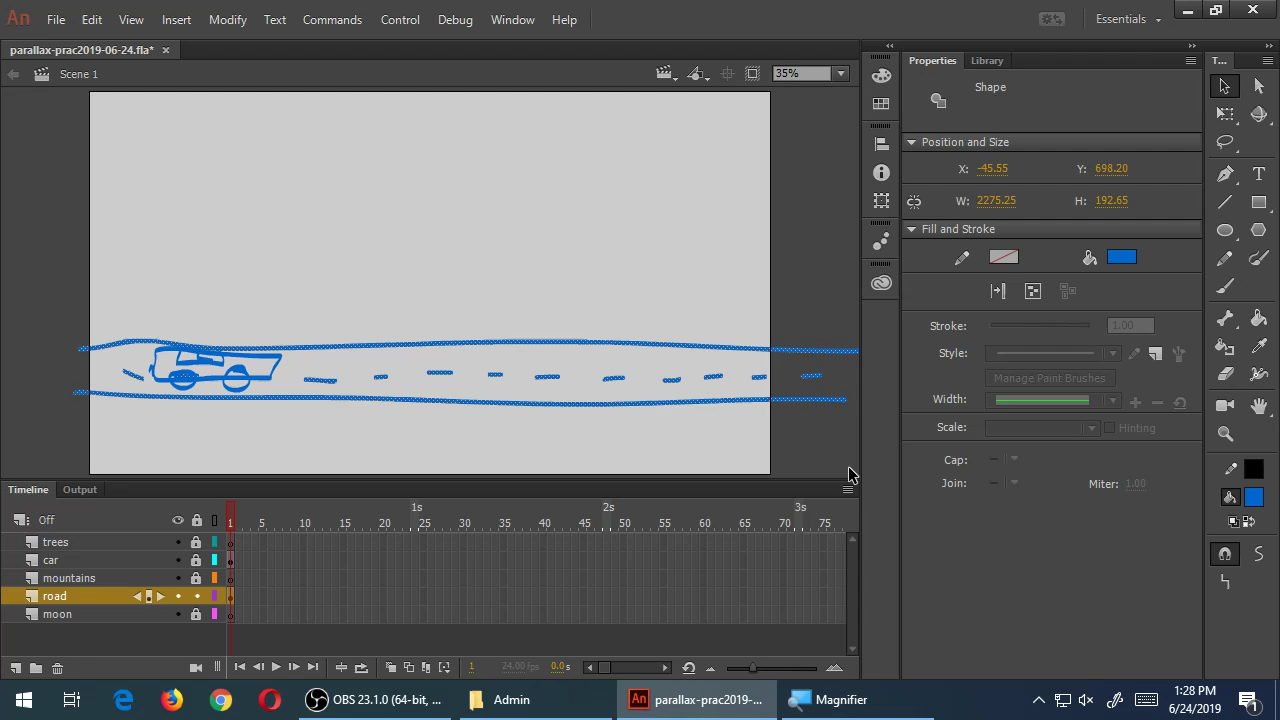 An File Edit View Insert Modify Text Commands Control Debug Window Help Essentials
parallax-prac2019-06-24.fla* ×
Scene 1 35%
Properties Library T...
Shape
Position and Size
X: -45.55 Y: 698.20
W: 2275.25 H: 192.65
Fill and Stroke
Stroke: 1.00
Style:
Manage Paint Brushes
Width:
Scale: Hinting
Cap:
Join: Miter: 1.00
Timeline Output
Off 1s 2s 3s
1 5 10 15 20 25 30 35 40 45 50 55 60 65 70 75
trees
car
mountains
road
moon
1 24.00 fps 0.0 s
OBS 23.1.0 (64-bit, ... Admin An parallax-prac2019-... Magnifier
1:28 PM
6/24/2019 1